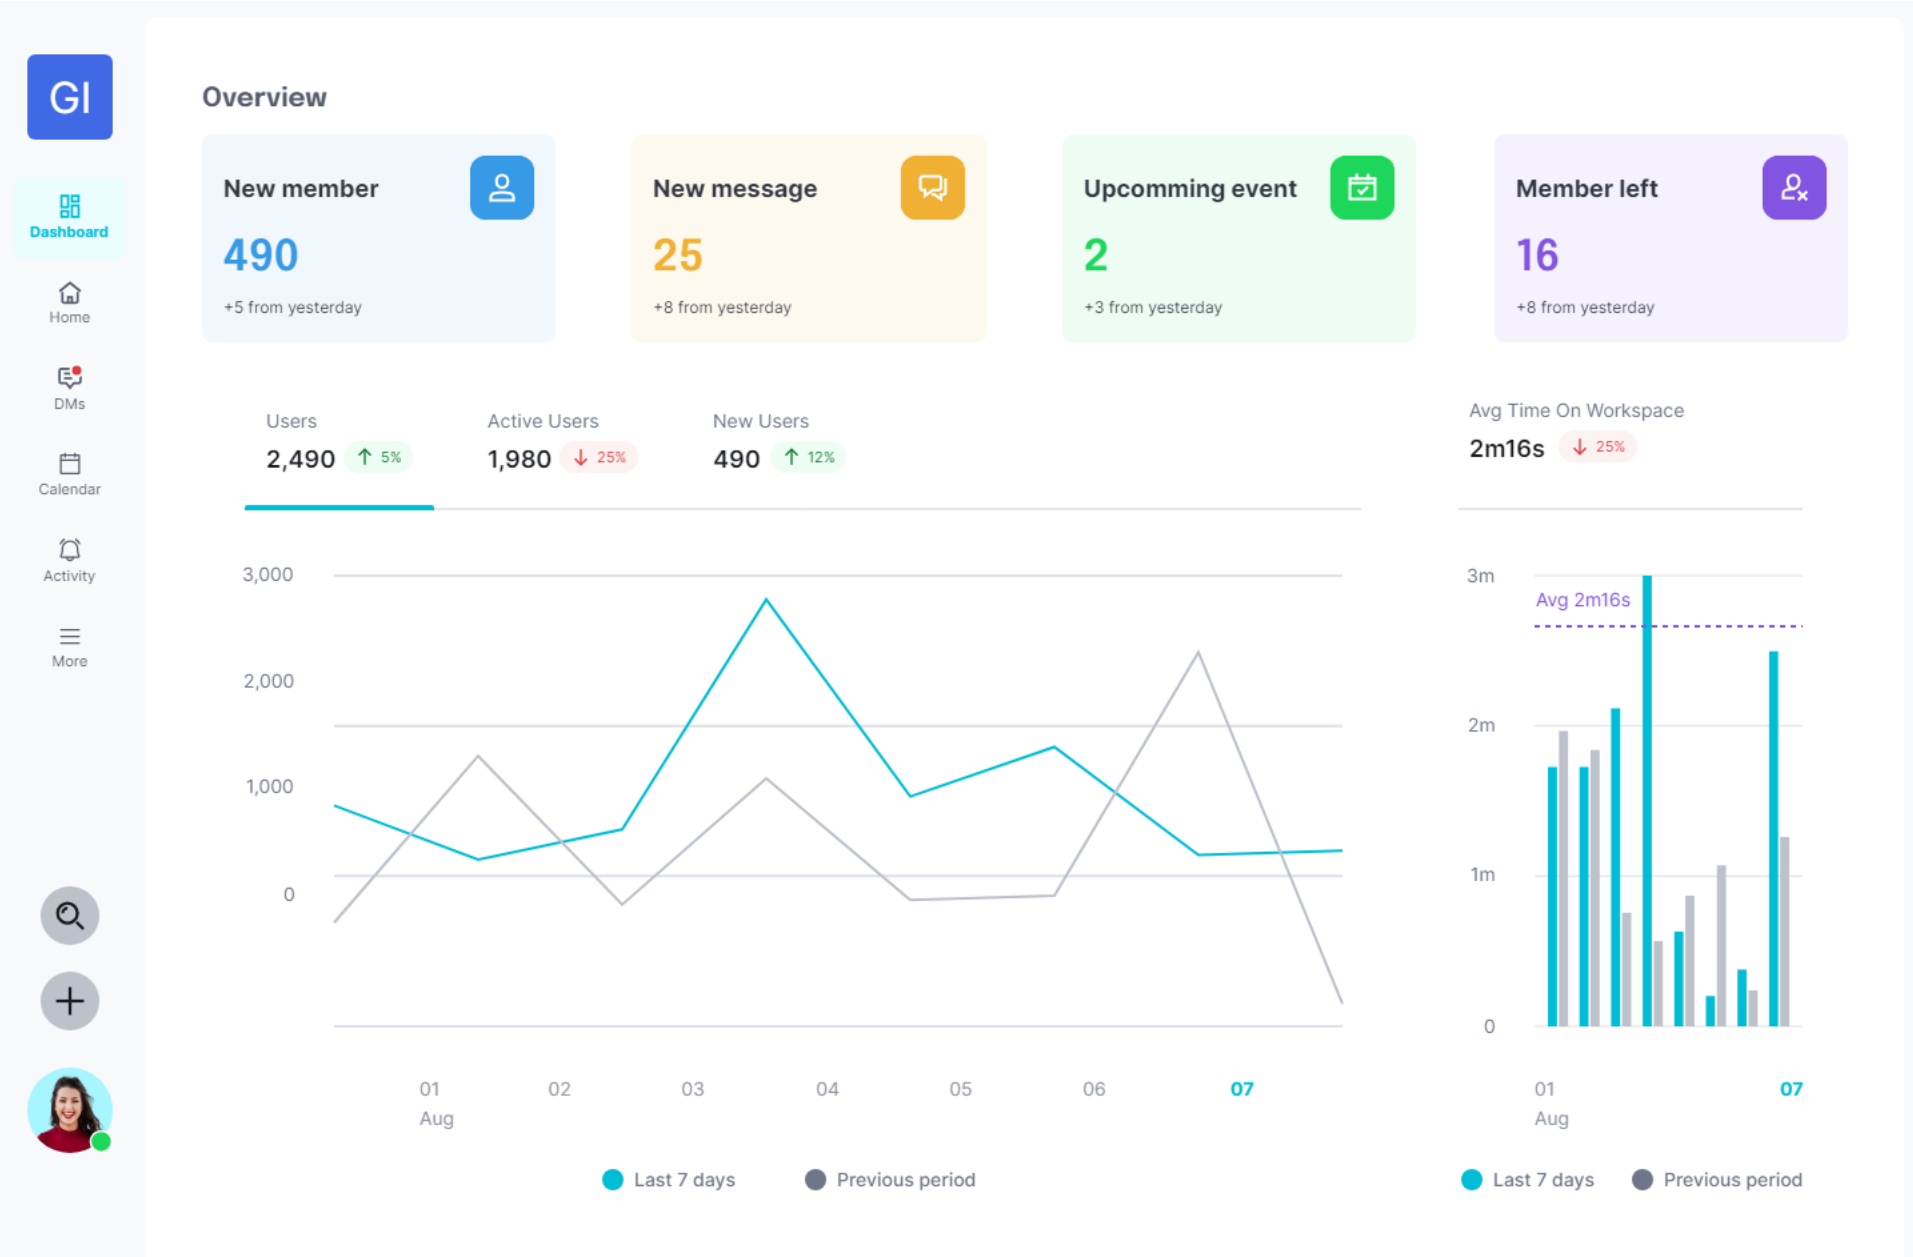 GI
Dashboard
Home
DMs
Calendar
Activity
More
Overview
New member
490
+5 from yesterday
New message
25
+8 from yesterday
Upcomming event
2
+3 from yesterday
Member left
16
+8 from yesterday
Users
2,490 ↑ 5%
Active Users
1,980 ↓ 25%
New Users
490 ↑ 12%
3,000
2,000
1,000
0
01 02 03 04 05 06 07
Aug
Last 7 days Previous period
Avg Time On Workspace
2m16s ↓ 25%
3m
Avg 2m16s
2m
1m
0
01 07
Aug
Last 7 days Previous period